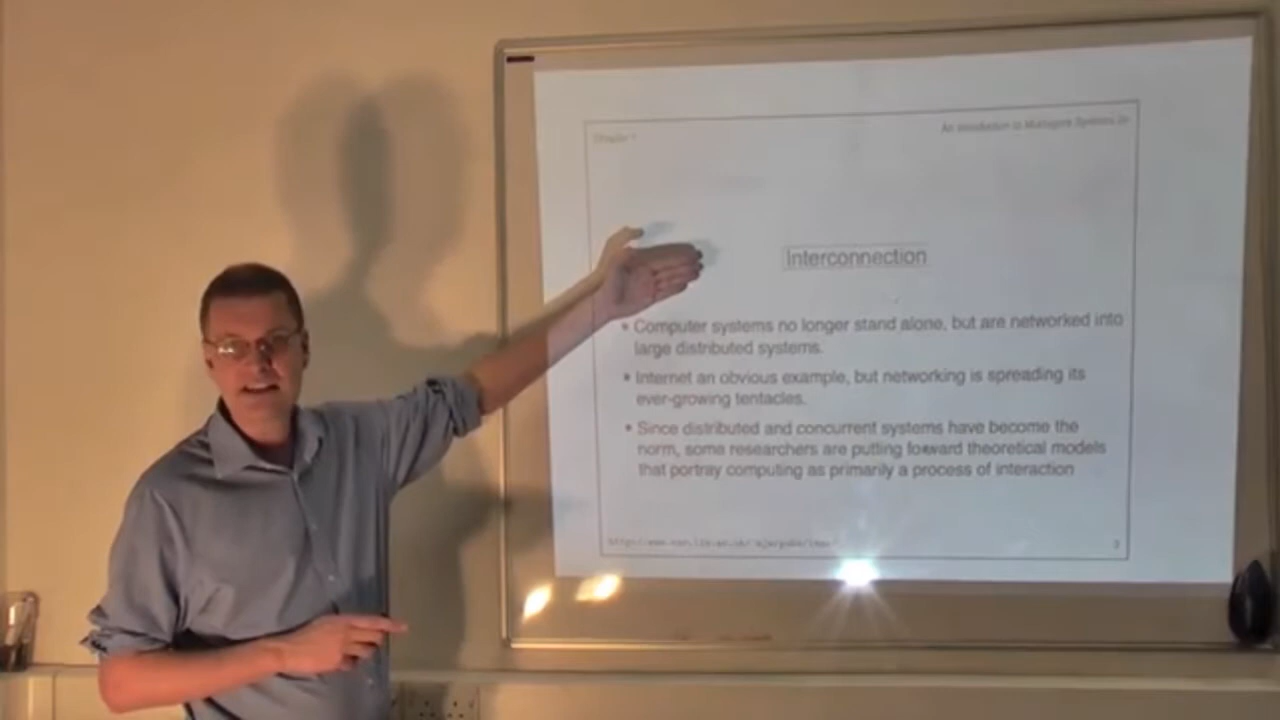 Chapter 1
An Introduction to Multiagent Systems 2e
Interconnection
• Computer systems no longer stand alone, but are networked into
large distributed systems.
• Internet an obvious example, but networking is spreading its
ever-growing tentacles.
• Since distributed and concurrent systems have become the
norm, some researchers are putting forward theoretical models
that portray computing as primarily a process of interaction